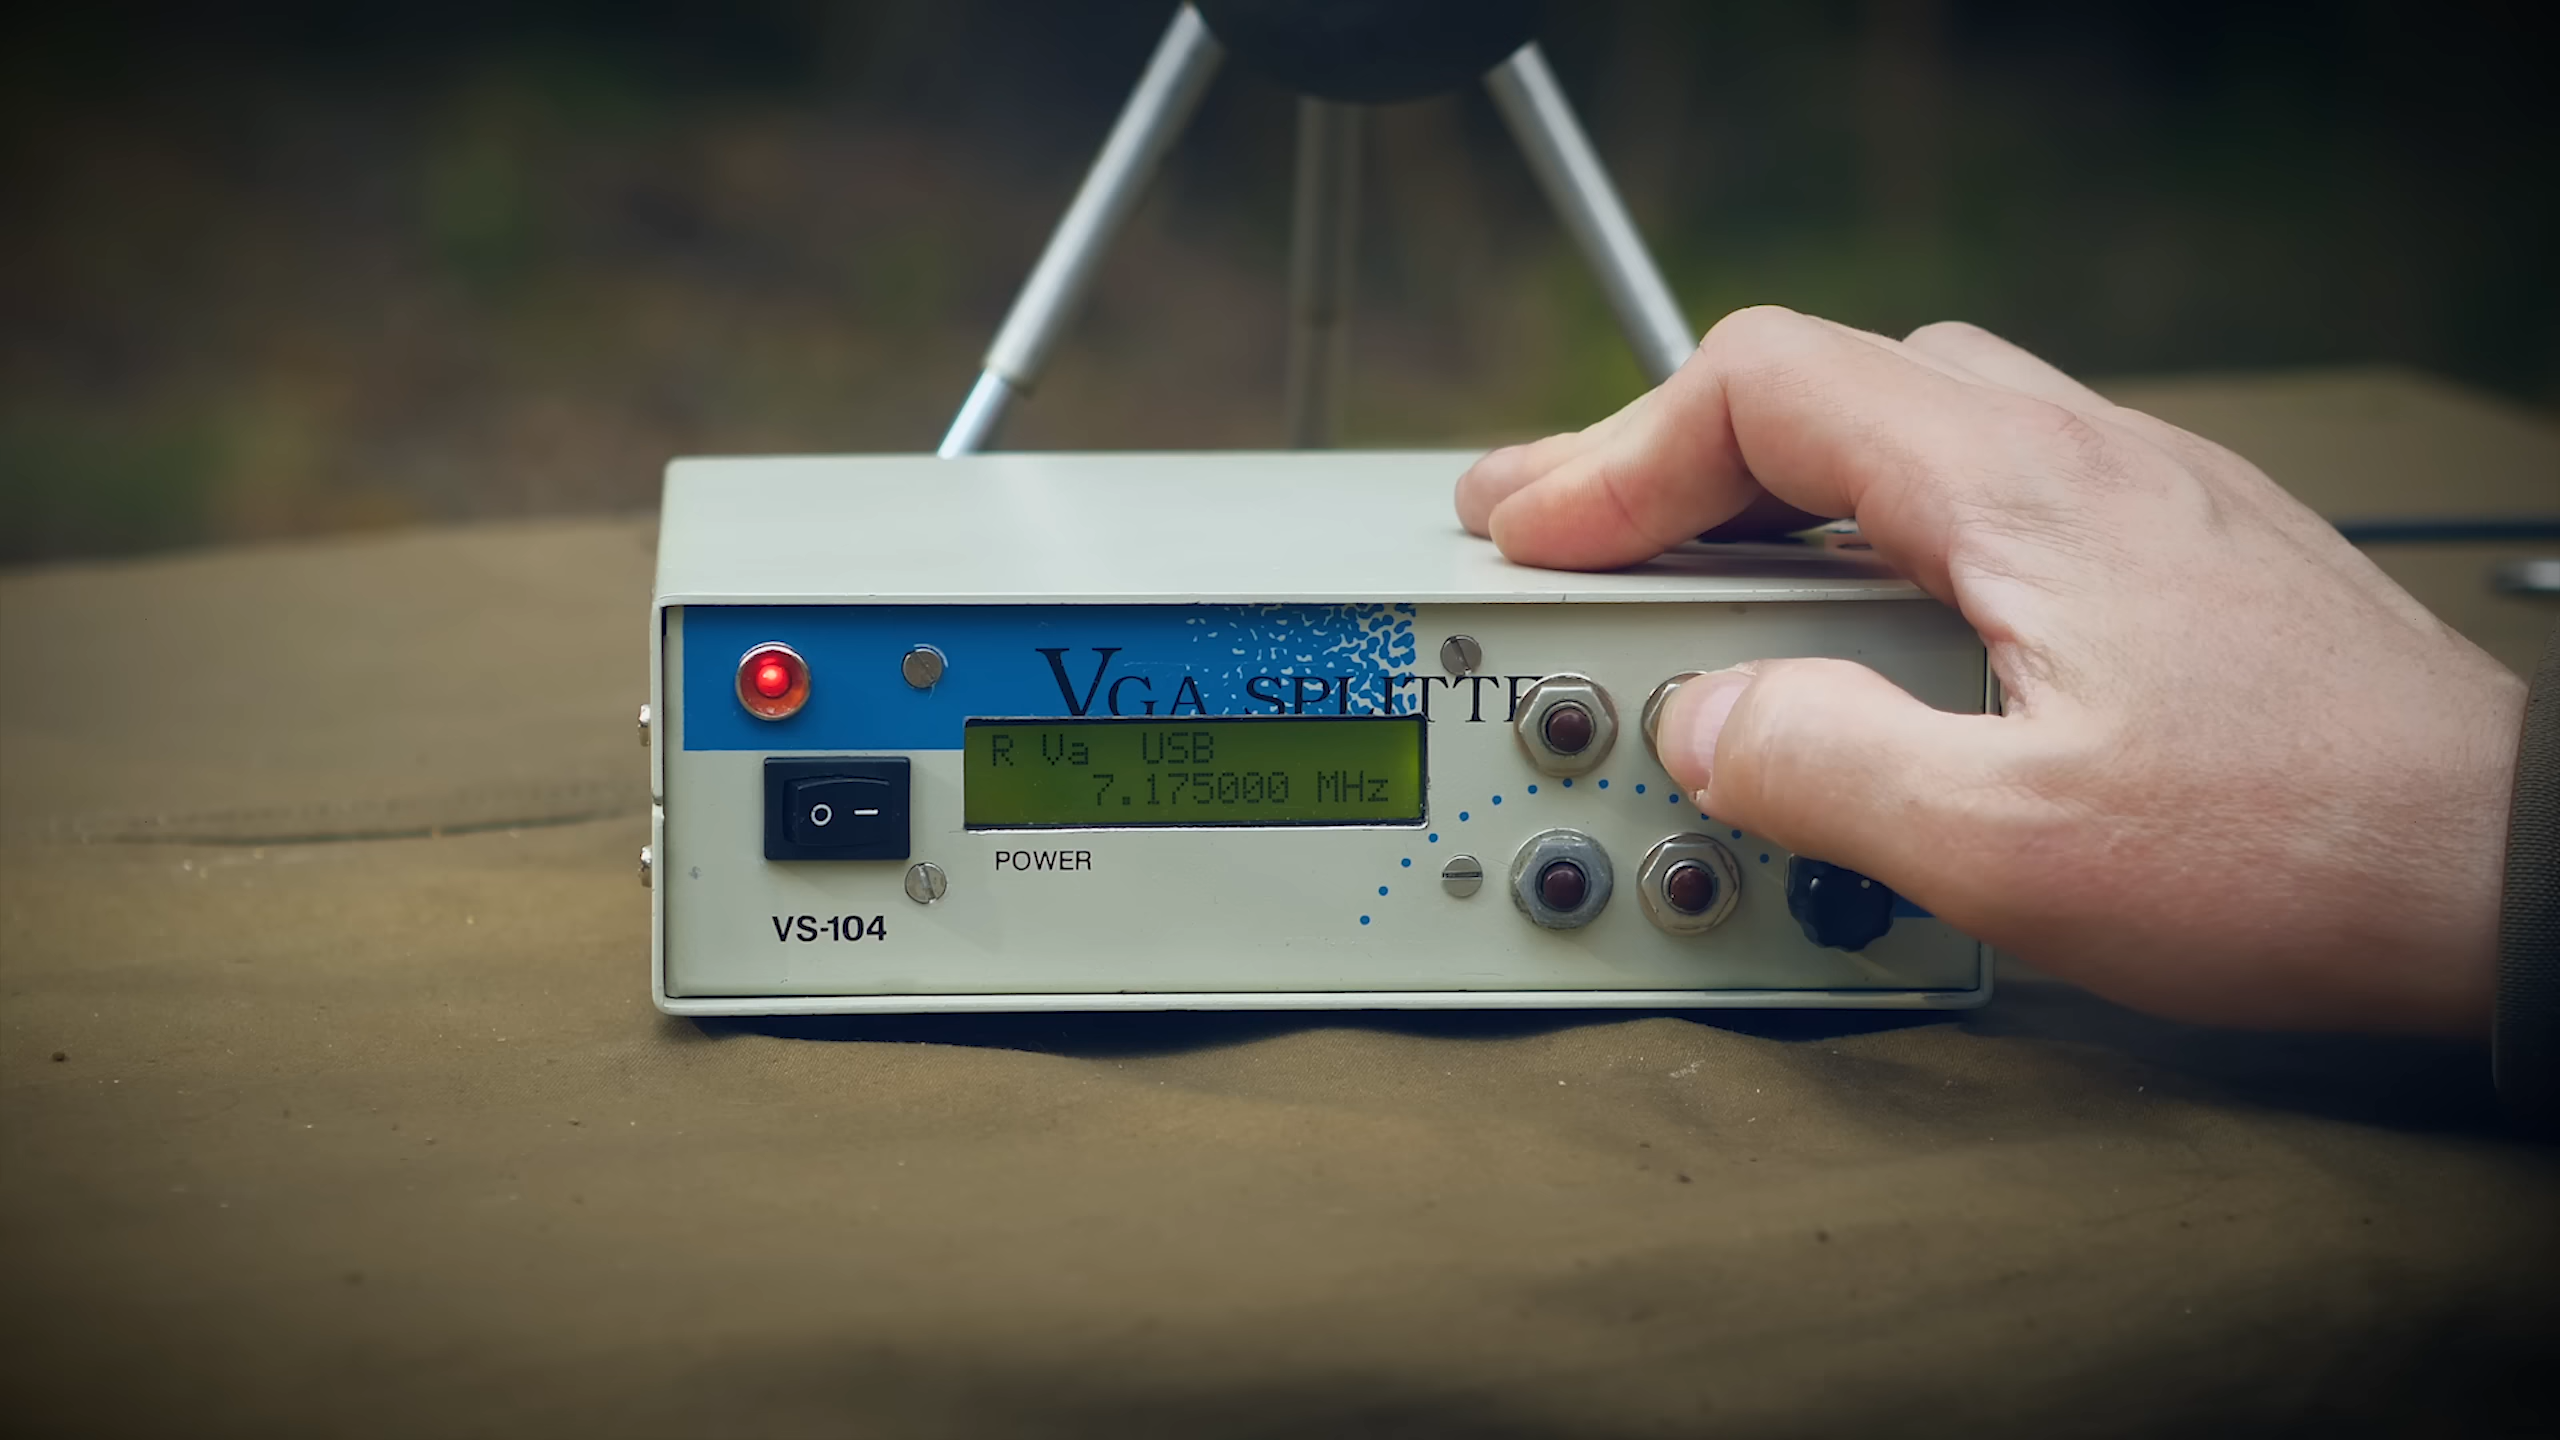 VGA SPLITTE
R Va USB
7.175000 MHz
O −
POWER
VS-104